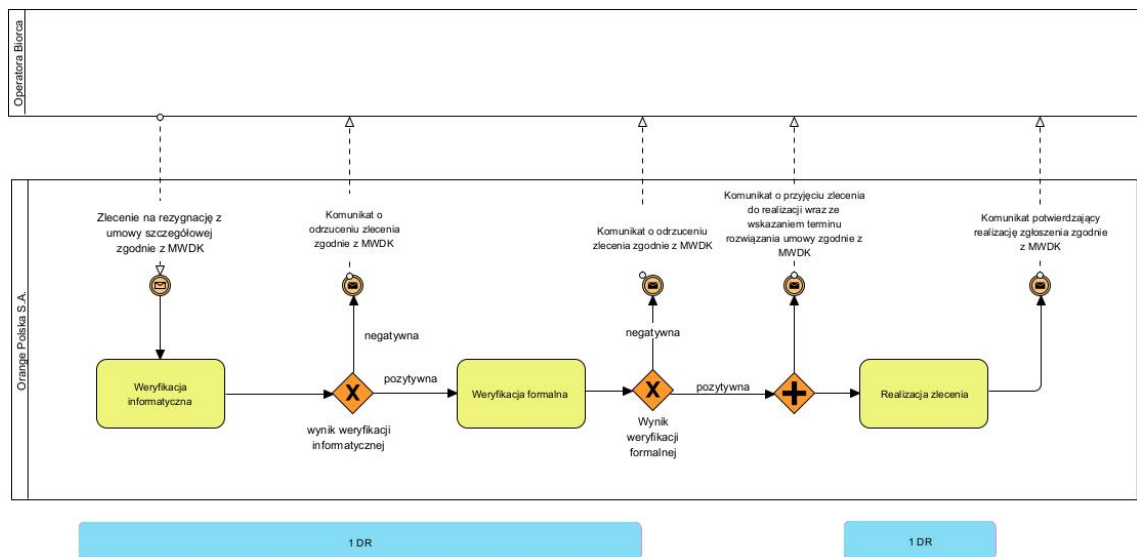 Operatora Biorca
Orange Polska S.A.
Zlecenie na rezygnację z
umowy szczegółowej
zgodnie z MWDK
Komunikat o
odrzuceniu zlecenia
zgodnie z MWDK
Komunikat o odrzuceniu
zlecenia zgodnie z MWDK
Komunikat o przyjęciu zlecenia
do realizacji wraz ze
wskazaniem terminu
rozwiązania umowy zgodnie z
MWDK
Komunikat potwierdzający
realizację zgłoszenia zgodnie
z MWDK
negatywna
negatywna
Weryfikacja
informatyczna
X
pozytywna
Weryfikacja formalna
X
pozytywna
Realizacja zlecenia
wynik weryfikacji
informatycznej
Wynik
weryfikacji
formalnej
1 DR
1 DR